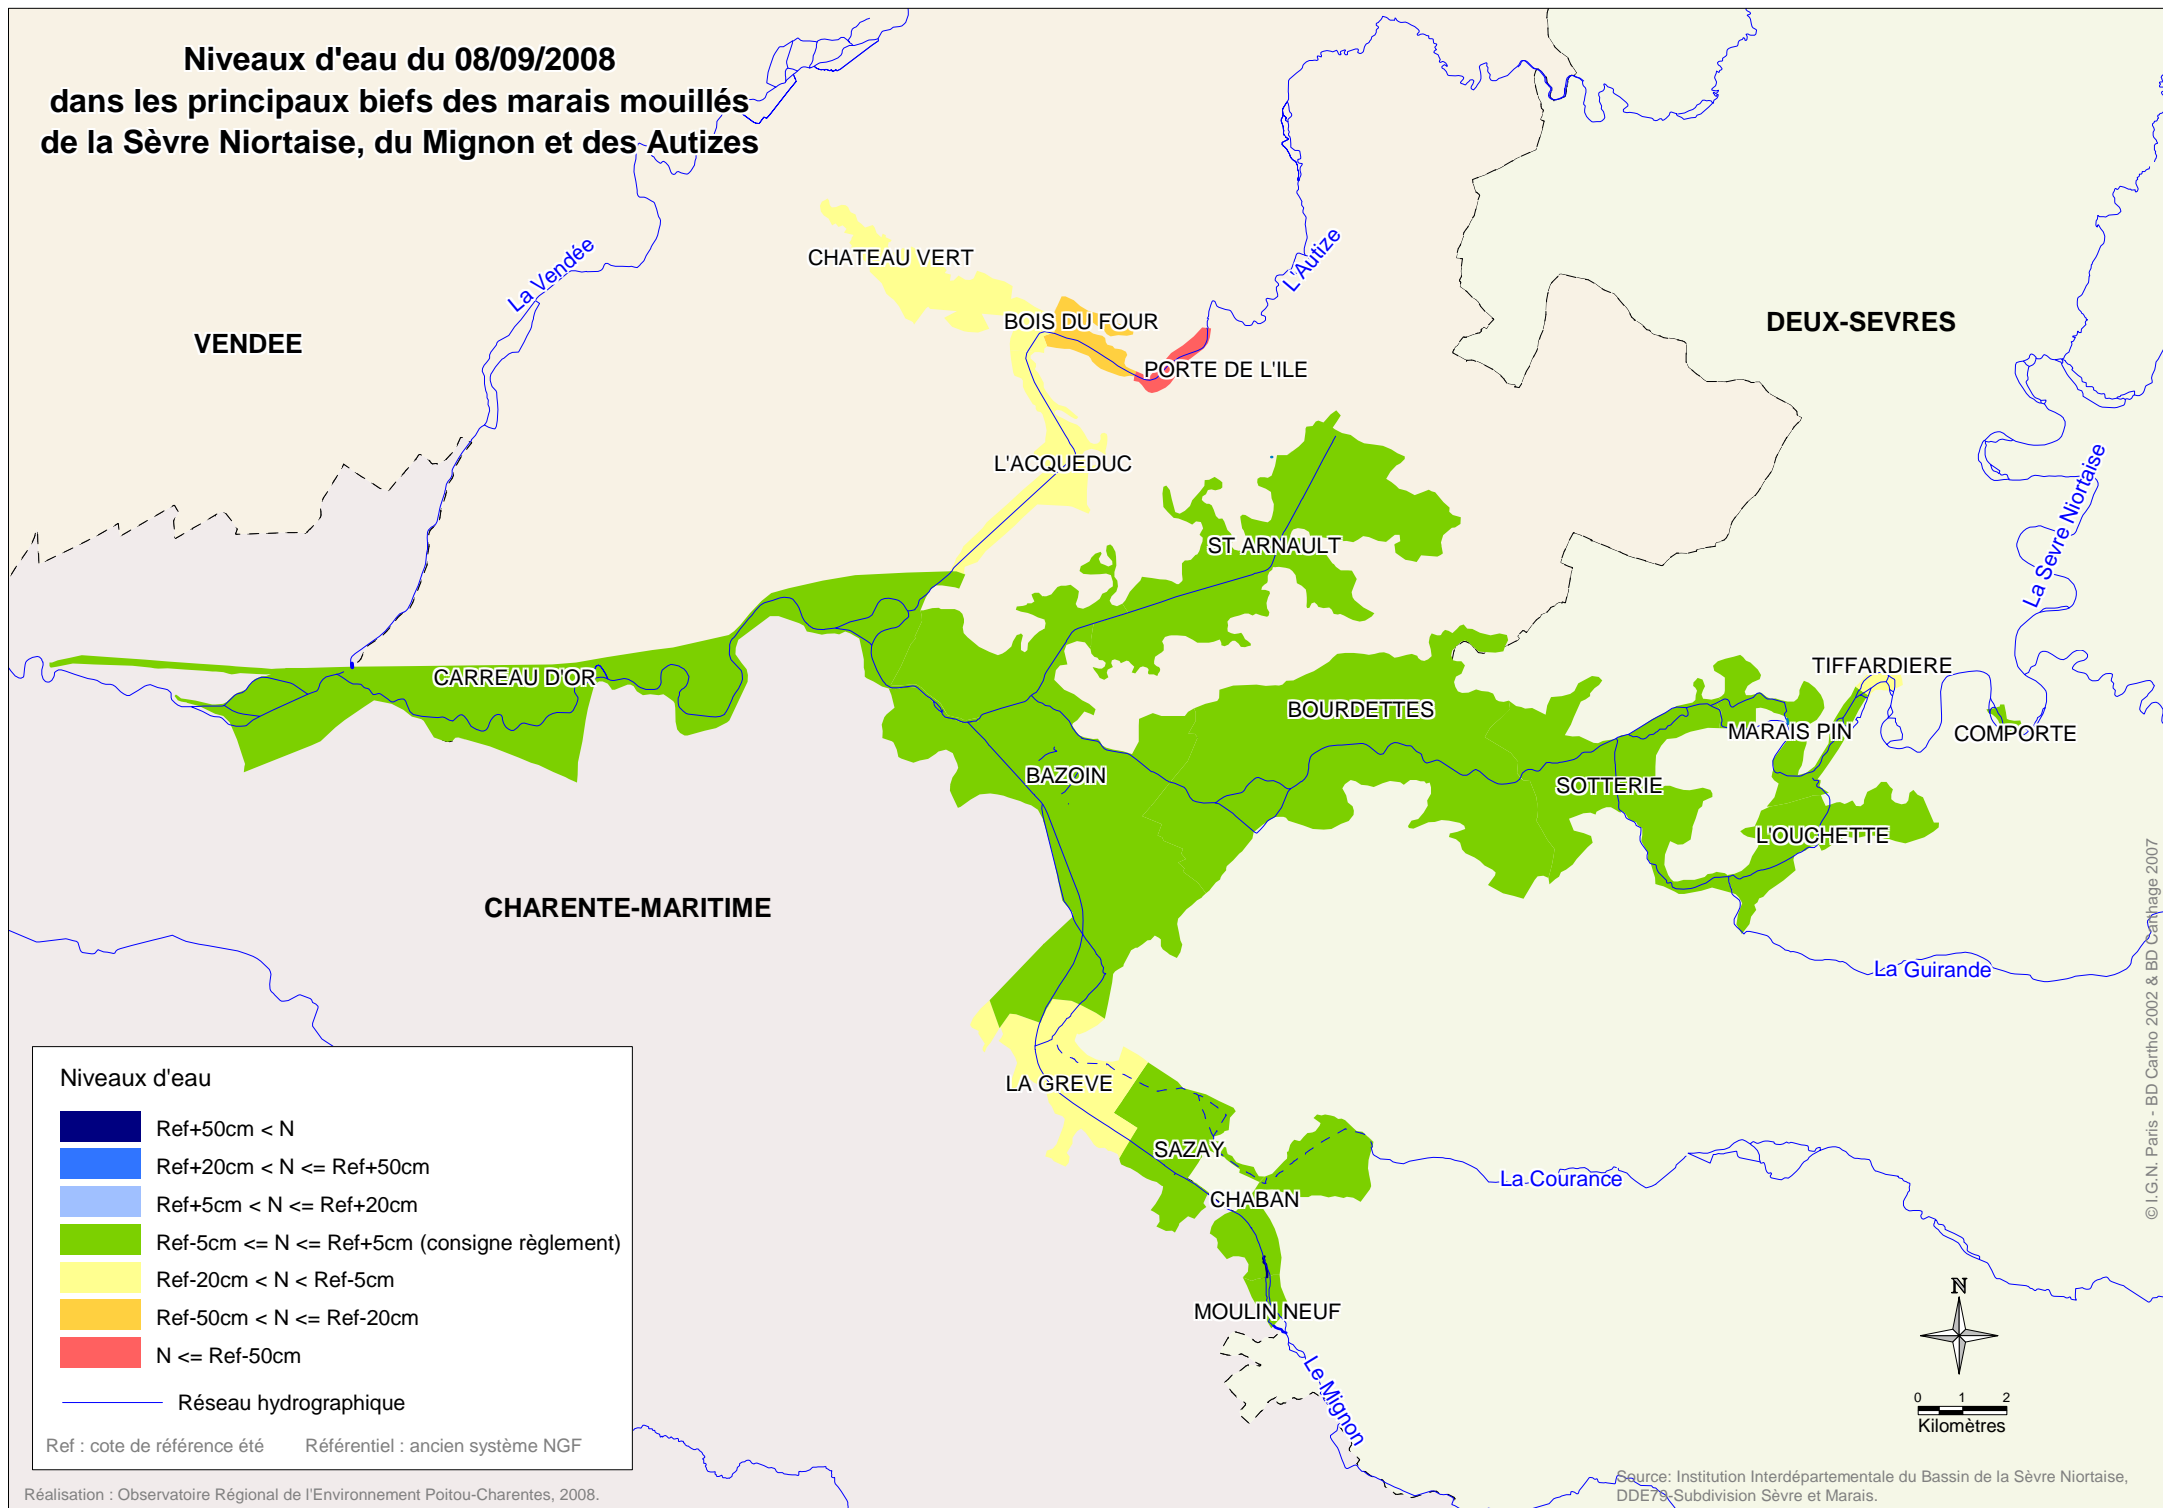 Niveaux d'eau du 08/09/2008
dans les principaux biefs des marais mouillés
de la Sèvre Niortaise, du Mignon et des Autizes
La Vendée
CHATEAU VERT
L'Autize
VENDEE
BOIS DU FOUR
DEUX-SEVRES
PORTE DE L'ILE
L'ACQUEDUC
La Sevre Niortaise
ST ARNAULT
CARREAU D'OR
TIFFARDIERE
BOURDETTES
MARAIS PIN
COMPORTE
BAZOIN
SOTTERIE
L'OUCHETTE
CHARENTE-MARITIME
La Guirande
LA GREVE
SAZAY
CHABAN
La Courance
MOULIN NEUF
Le Mignon
Niveaux d'eau
Ref+50cm < N
Ref+20cm < N <= Ref+50cm
Ref+5cm < N <= Ref+20cm
Ref-5cm <= N <= Ref+5cm (consigne règlement)
Ref-20cm < N < Ref-5cm
Ref-50cm < N <= Ref-20cm
N <= Ref-50cm
Réseau hydrographique
Ref : cote de référence été Référentiel : ancien système NGF
N
0 1 2
Kilomètres
© I.G.N. Paris - BD Cartho 2002 & BD Carthage 2007
Réalisation : Observatoire Régional de l'Environnement Poitou-Charentes, 2008.
Source: Institution Interdépartementale du Bassin de la Sèvre Niortaise,
DDE79-Subdivision Sèvre et Marais.